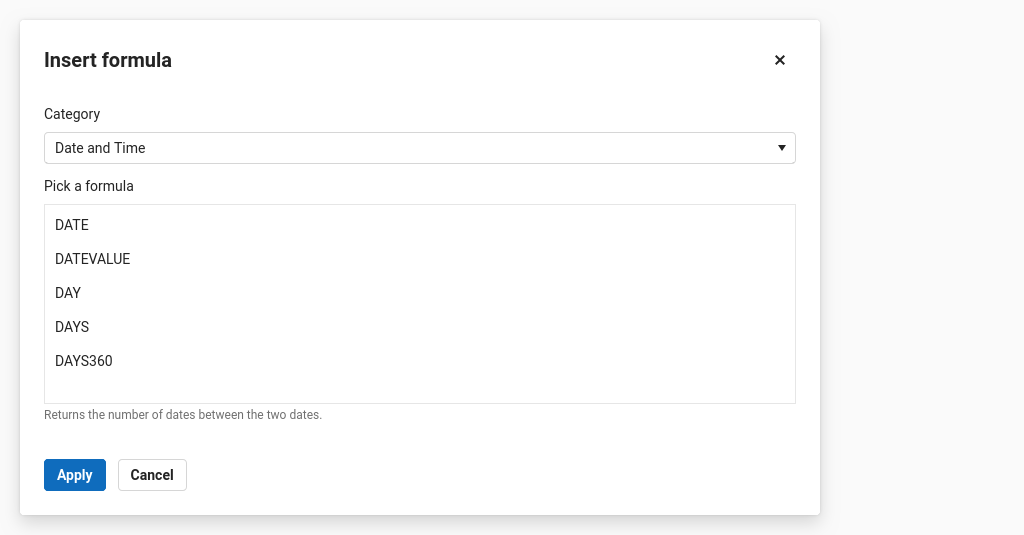 Insert formula
×
Category
Date and Time
Pick a formula
DATE
DATEVALUE
DAY
DAYS
DAYS360
Returns the number of dates between the two dates.
Apply Cancel